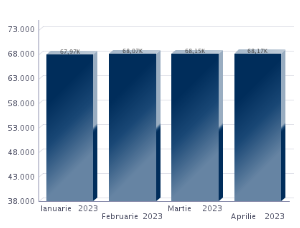 73.000
68.000
63.000
58.000
53.000
48.000
43.000
38.000
67,97K
68,07K
68,15K
68,17K
Ianuarie 2023
Februarie 2023
Martie 2023
Aprilie 2023